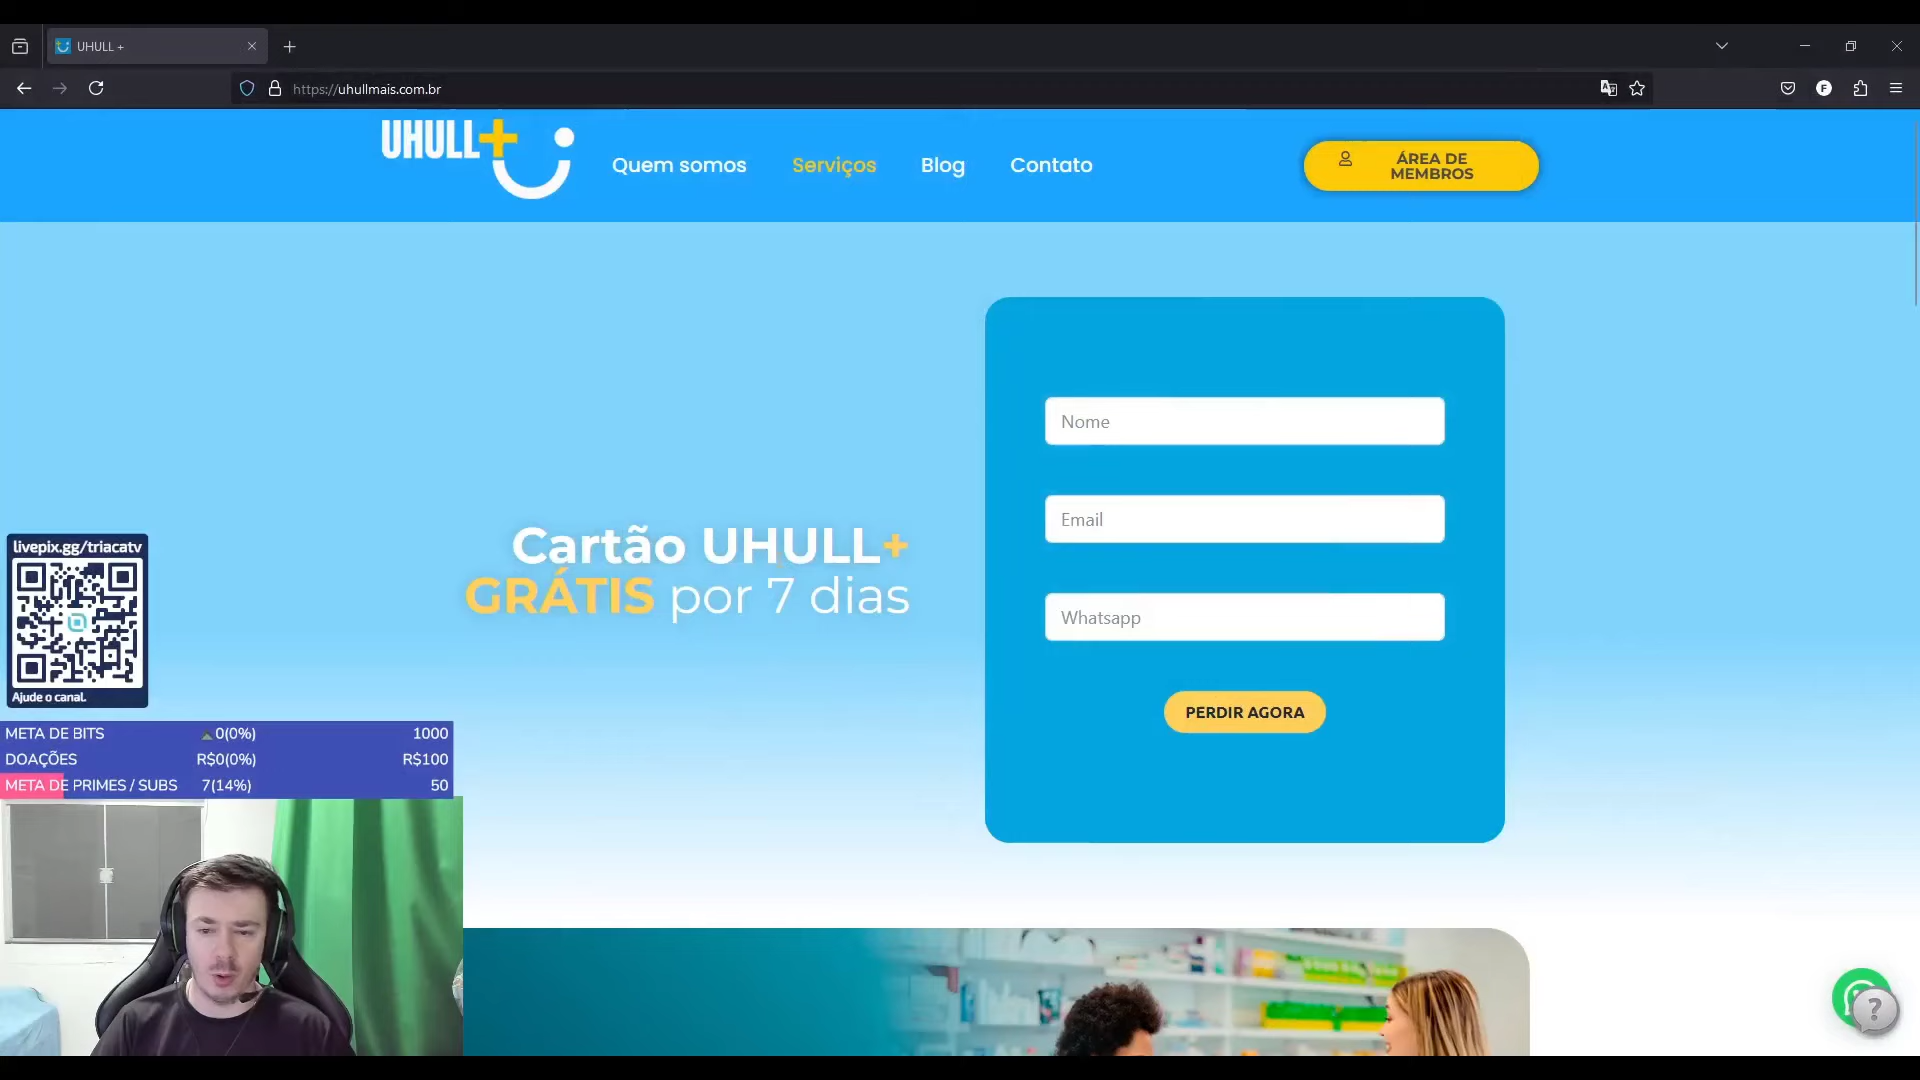 UHULL +
https://uhullmais.com.br
F
UHULL+
Quem somos
Serviços
Blog
Contato
ÁREA DE
MEMBROS
Nome
Email
Whatsapp
PERDIR AGORA
Cartão UHULL+
GRÁTIS por 7 dias
livepix.gg/triacatv
Ajude o canal.
META DE BITS 0(0%) 1000
DOAÇÕES R$0(0%) R$100
META DE PRIMES / SUBS 7(14%) 50
?